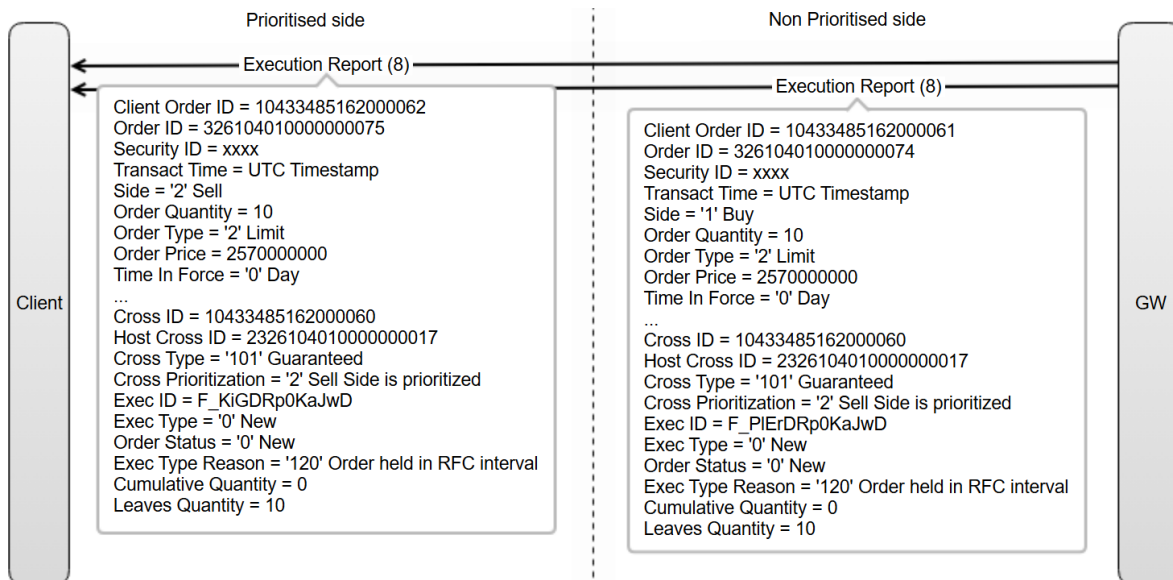 Prioritised side
Non Prioritised side
Execution Report (8)
Execution Report (8)
Client
Client Order ID = 10433485162000062
Order ID = 326104010000000075
Security ID = xxxx
Transact Time = UTC Timestamp
Side = '2' Sell
Order Quantity = 10
Order Type = '2' Limit
Order Price = 2570000000
Time In Force = '0' Day
...
Cross ID = 10433485162000060
Host Cross ID = 2326104010000000017
Cross Type = '101' Guaranteed
Cross Prioritization = '2' Sell Side is prioritized
Exec ID = F_KiGDRp0KaJwD
Exec Type = '0' New
Order Status = '0' New
Exec Type Reason = '120' Order held in RFC interval
Cumulative Quantity = 0
Leaves Quantity = 10
Client Order ID = 10433485162000061
Order ID = 326104010000000074
Security ID = xxxx
Transact Time = UTC Timestamp
Side = '1' Buy
Order Quantity = 10
Order Type = '2' Limit
Order Price = 2570000000
Time In Force = '0' Day
...
Cross ID = 10433485162000060
Host Cross ID = 2326104010000000017
Cross Type = '101' Guaranteed
Cross Prioritization = '2' Sell Side is prioritized
Exec ID = F_PlErDRp0KaJwD
Exec Type = '0' New
Order Status = '0' New
Exec Type Reason = '120' Order held in RFC interval
Cumulative Quantity = 0
Leaves Quantity = 10
GW